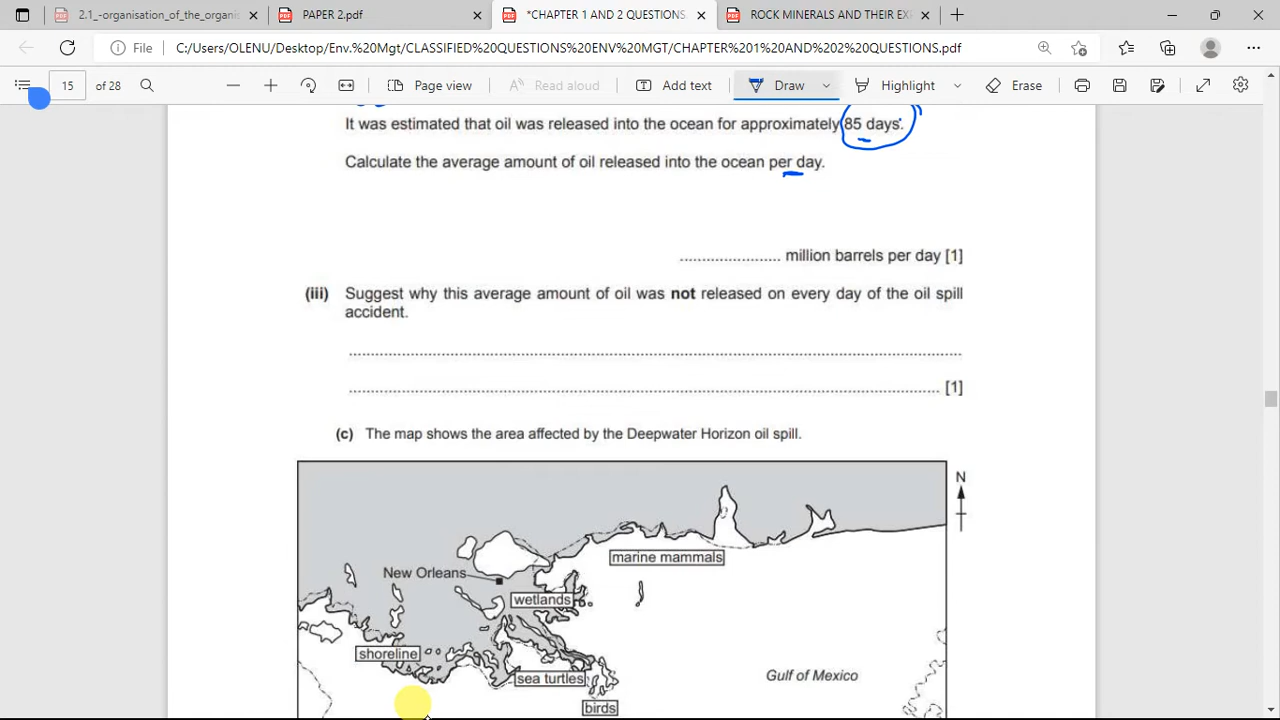 2.1_-organisation_of_the_organis
PAPER 2.pdf
*CHAPTER 1 AND 2 QUESTIONS
ROCK MINERALS AND THEIR EX
File
C:/Users/OLENU/Desktop/Env.%20Mgt/CLASSIFIED%20QUESTIONS%20ENV%20MGT/CHAPTER%201%20AND%202%20QUESTIONS.pdf
15 of 28
Page view
Read aloud
Add text
Draw
Highlight
Erase
It was estimated that oil was released into the ocean for approximately 85 days.
Calculate the average amount of oil released into the ocean per day.
...................... million barrels per day [1]
(iii) Suggest why this average amount of oil was not released on every day of the oil spill
accident.
[1]
(c) The map shows the area affected by the Deepwater Horizon oil spill.
N
marine mammals
New Orleans
wetlands
shoreline
sea turtles
Gulf of Mexico
birds